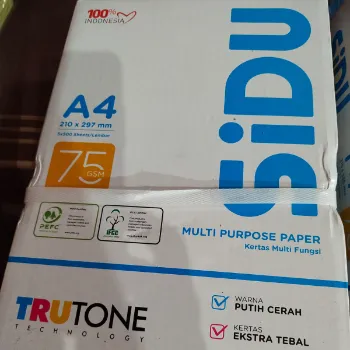 100%
INDONESIA
SiDU
A4
210 x 297 mm
75
GSM
PEFC
IFCC
MULTI PURPOSE PAPER
Kertas Multi Fungsi
TRUTONE
TECHNOLOGY
WARNA
PUTIH CERAH
KERTAS
EKSTRA TEBAL